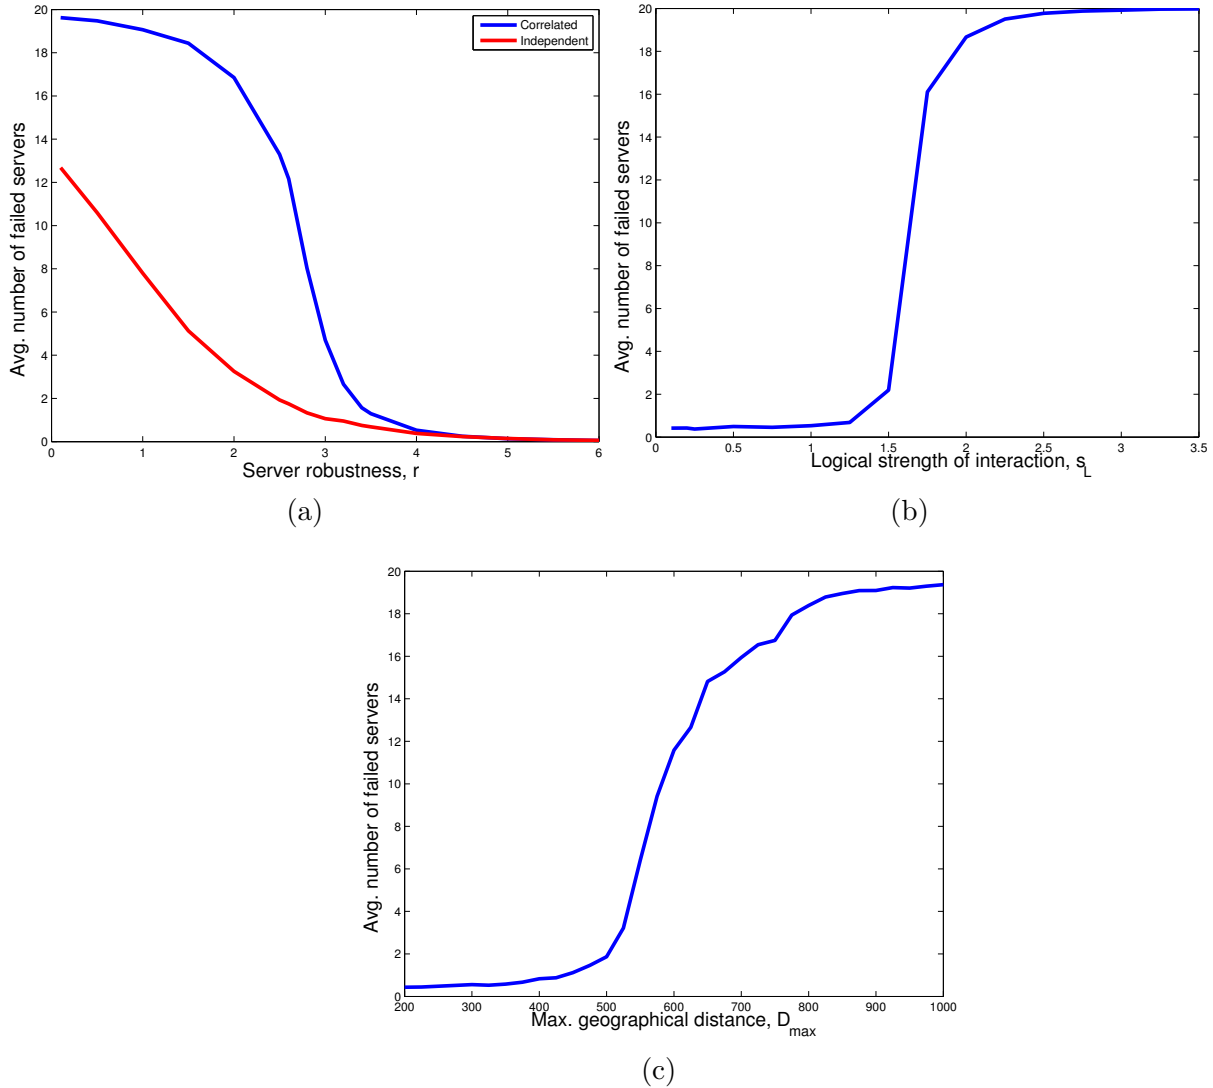 20
18
16
14
12
10
8
6
4
2
0
Avg. number of failed servers
Correlated
Independent
0 1 2 3 4 5 6
Server robustness, r
(a)
20
18
16
14
12
10
8
6
4
2
0
Avg. number of failed servers
0 0.5 1 1.5 2 2.5 3 3.5
Logical strength of interaction, s_L
(b)
20
18
16
14
12
10
8
6
4
2
0
Avg. number of failed servers
200 300 400 500 600 700 800 900 1000
Max. geographical distance, D_max
(c)